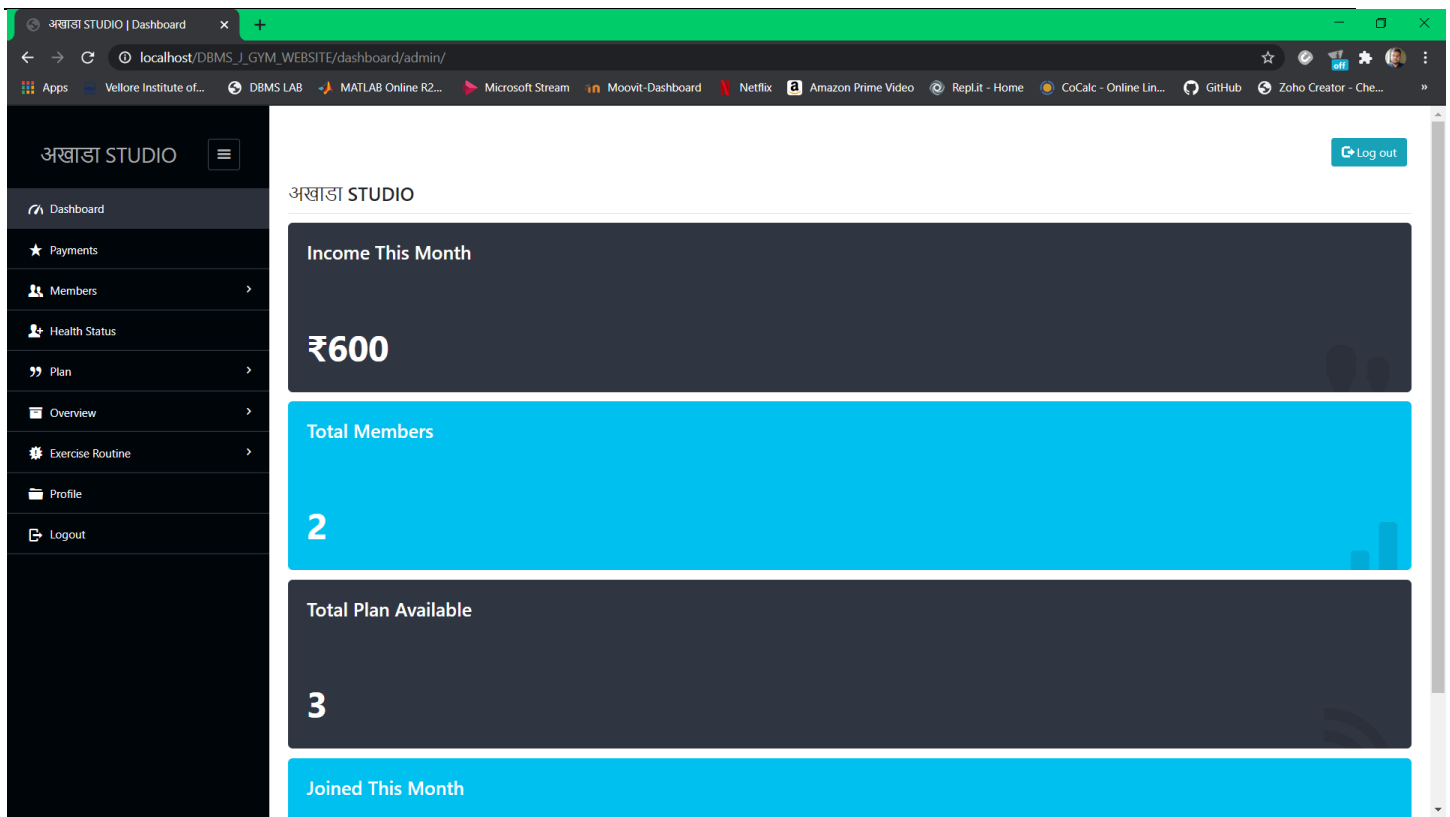 अखाडा STUDIO | Dashboard
localhost/DBMS_J_GYM_WEBSITE/dashboard/admin/
off
Apps Vellore Institute of... DBMS LAB MATLAB Online R2... Microsoft Stream Moovit-Dashboard Netflix Amazon Prime Video Repl.it - Home CoCalc - Online Lin... GitHub Zoho Creator - Che... »
अखाडा STUDIO
Log out
अखाडा STUDIO
Dashboard
Payments
Members
Health Status
Plan
Overview
Exercise Routine
Profile
Logout
Income This Month
₹600
Total Members
2
Total Plan Available
3
Joined This Month